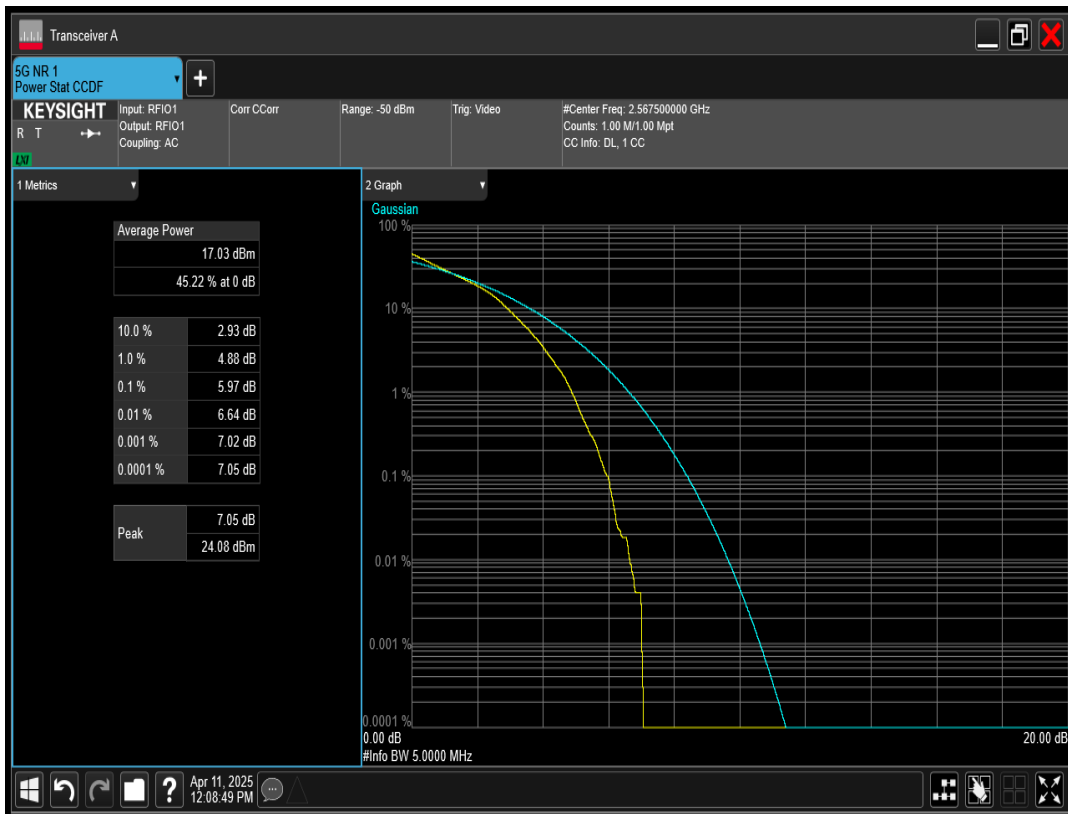 Transceiver A
5G NR 1
Power Stat CCDF
KEYSIGHT
R T
LXI
Input: RFIO1
Output: RFIO1
Coupling: AC
Corr CCorr
Range: -50 dBm
Trig: Video
#Center Freq: 2.567500000 GHz
Counts: 1.00 M/1.00 Mpt
CC Info: DL, 1 CC
1 Metrics
Average Power
17.03 dBm
45.22 % at 0 dB
10.0 % 2.93 dB
1.0 % 4.88 dB
0.1 % 5.97 dB
0.01 % 6.64 dB
0.001 % 7.02 dB
0.0001 % 7.05 dB
Peak
7.05 dB
24.08 dBm
2 Graph
Gaussian
100 %
10 %
1 %
0.1 %
0.01 %
0.001 %
0.0001 %
0.00 dB 20.00 dB
#Info BW 5.0000 MHz
?
Apr 11, 2025
12:08:49 PM